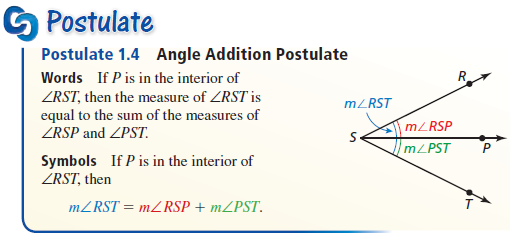 Postulate
Postulate 1.4 Angle Addition Postulate
Words If P is in the interior of
∠RST, then the measure of ∠RST is
equal to the sum of the measures of
∠RSP and ∠PST.
Symbols If P is in the interior of
∠RST, then
m∠RST = m∠RSP + m∠PST.
R
m∠RST
m∠RSP
S
m∠PST
P
T